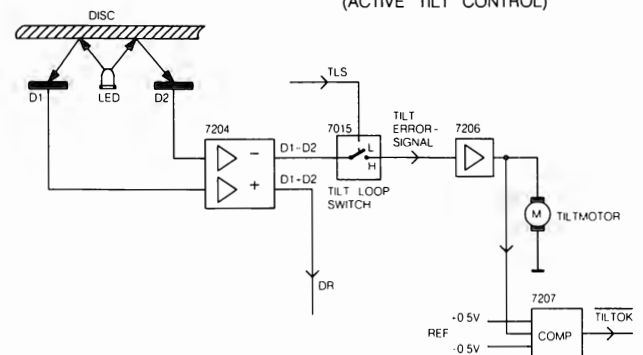 (ACTIVE TILT CONTROL)
DISC
D1
LED
D2
TLS
7204
7015
TILT
ERROR-
SIGNAL
7206
D1-D2
L
H
D1+D2
TILT LOOP
SWITCH
M
TILTMOTOR
DR
7207
+0 5V
REF
-0 5V
COMP
TILTOK